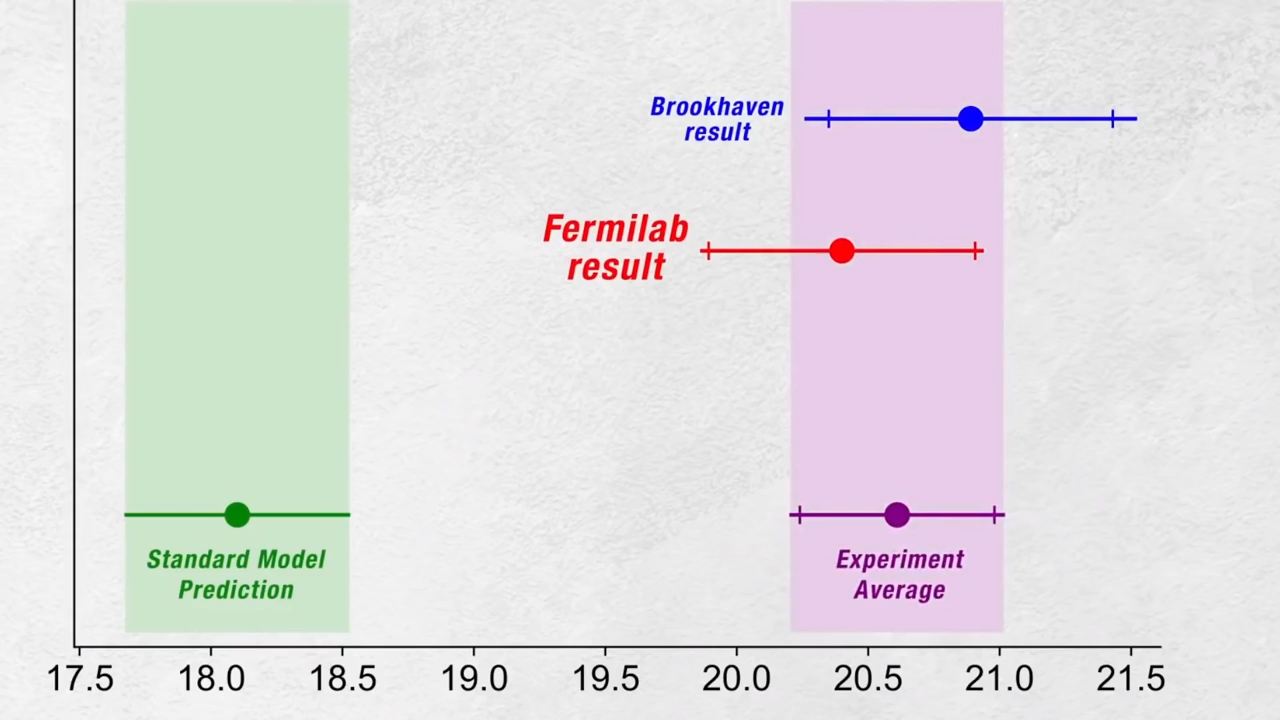 Brookhaven
result
Fermilab
result
Standard Model
Prediction
Experiment
Average
17.5 18.0 18.5 19.0 19.5 20.0 20.5 21.0 21.5